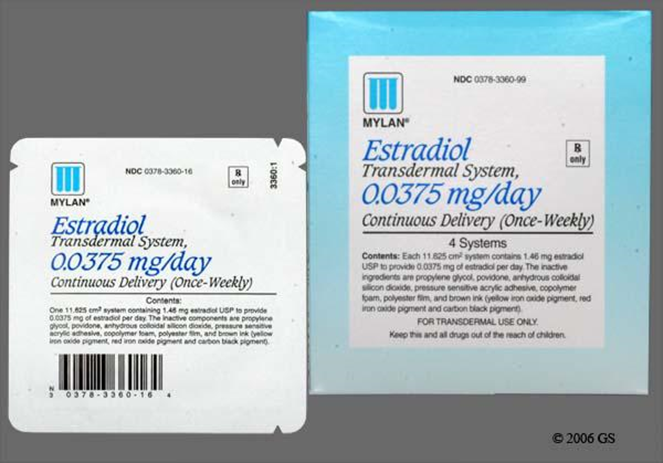 MYLAN®
NDC 0378-3360-16
Rx only
3360:1
Estradiol
Transdermal System,
0.0375 mg/day
Continuous Delivery (Once-Weekly)
Contents:
One 11.625 cm² system containing 1.46 mg estradiol USP to provide
0.0375 mg of estradiol per day. The inactive components are propylene
glycol, povidone, anhydrous colloidal silicon dioxide, pressure sensitive
acrylic adhesive, copolymer foam, polyester film, and brown ink (yellow
iron oxide pigment, red iron oxide pigment and carbon black pigment).
N
3 0378-3360-16 4
NDC 0378-3360-99
MYLAN®
Rx only
Estradiol
Transdermal System,
0.0375 mg/day
Continuous Delivery (Once-Weekly)
4 Systems
Contents: Each 11.625 cm² system contains 1.46 mg estradiol
USP to provide 0.0375 mg of estradiol per day. The inactive
ingredients are propylene glycol, povidone, anhydrous colloidal
silicon dioxide, pressure sensitive acrylic adhesive, copolymer
foam, polyester film, and brown ink (yellow iron oxide pigment, red
iron oxide pigment and carbon black pigment).
FOR TRANSDERMAL USE ONLY.
Keep this and all drugs out of the reach of children.
© 2006 GS